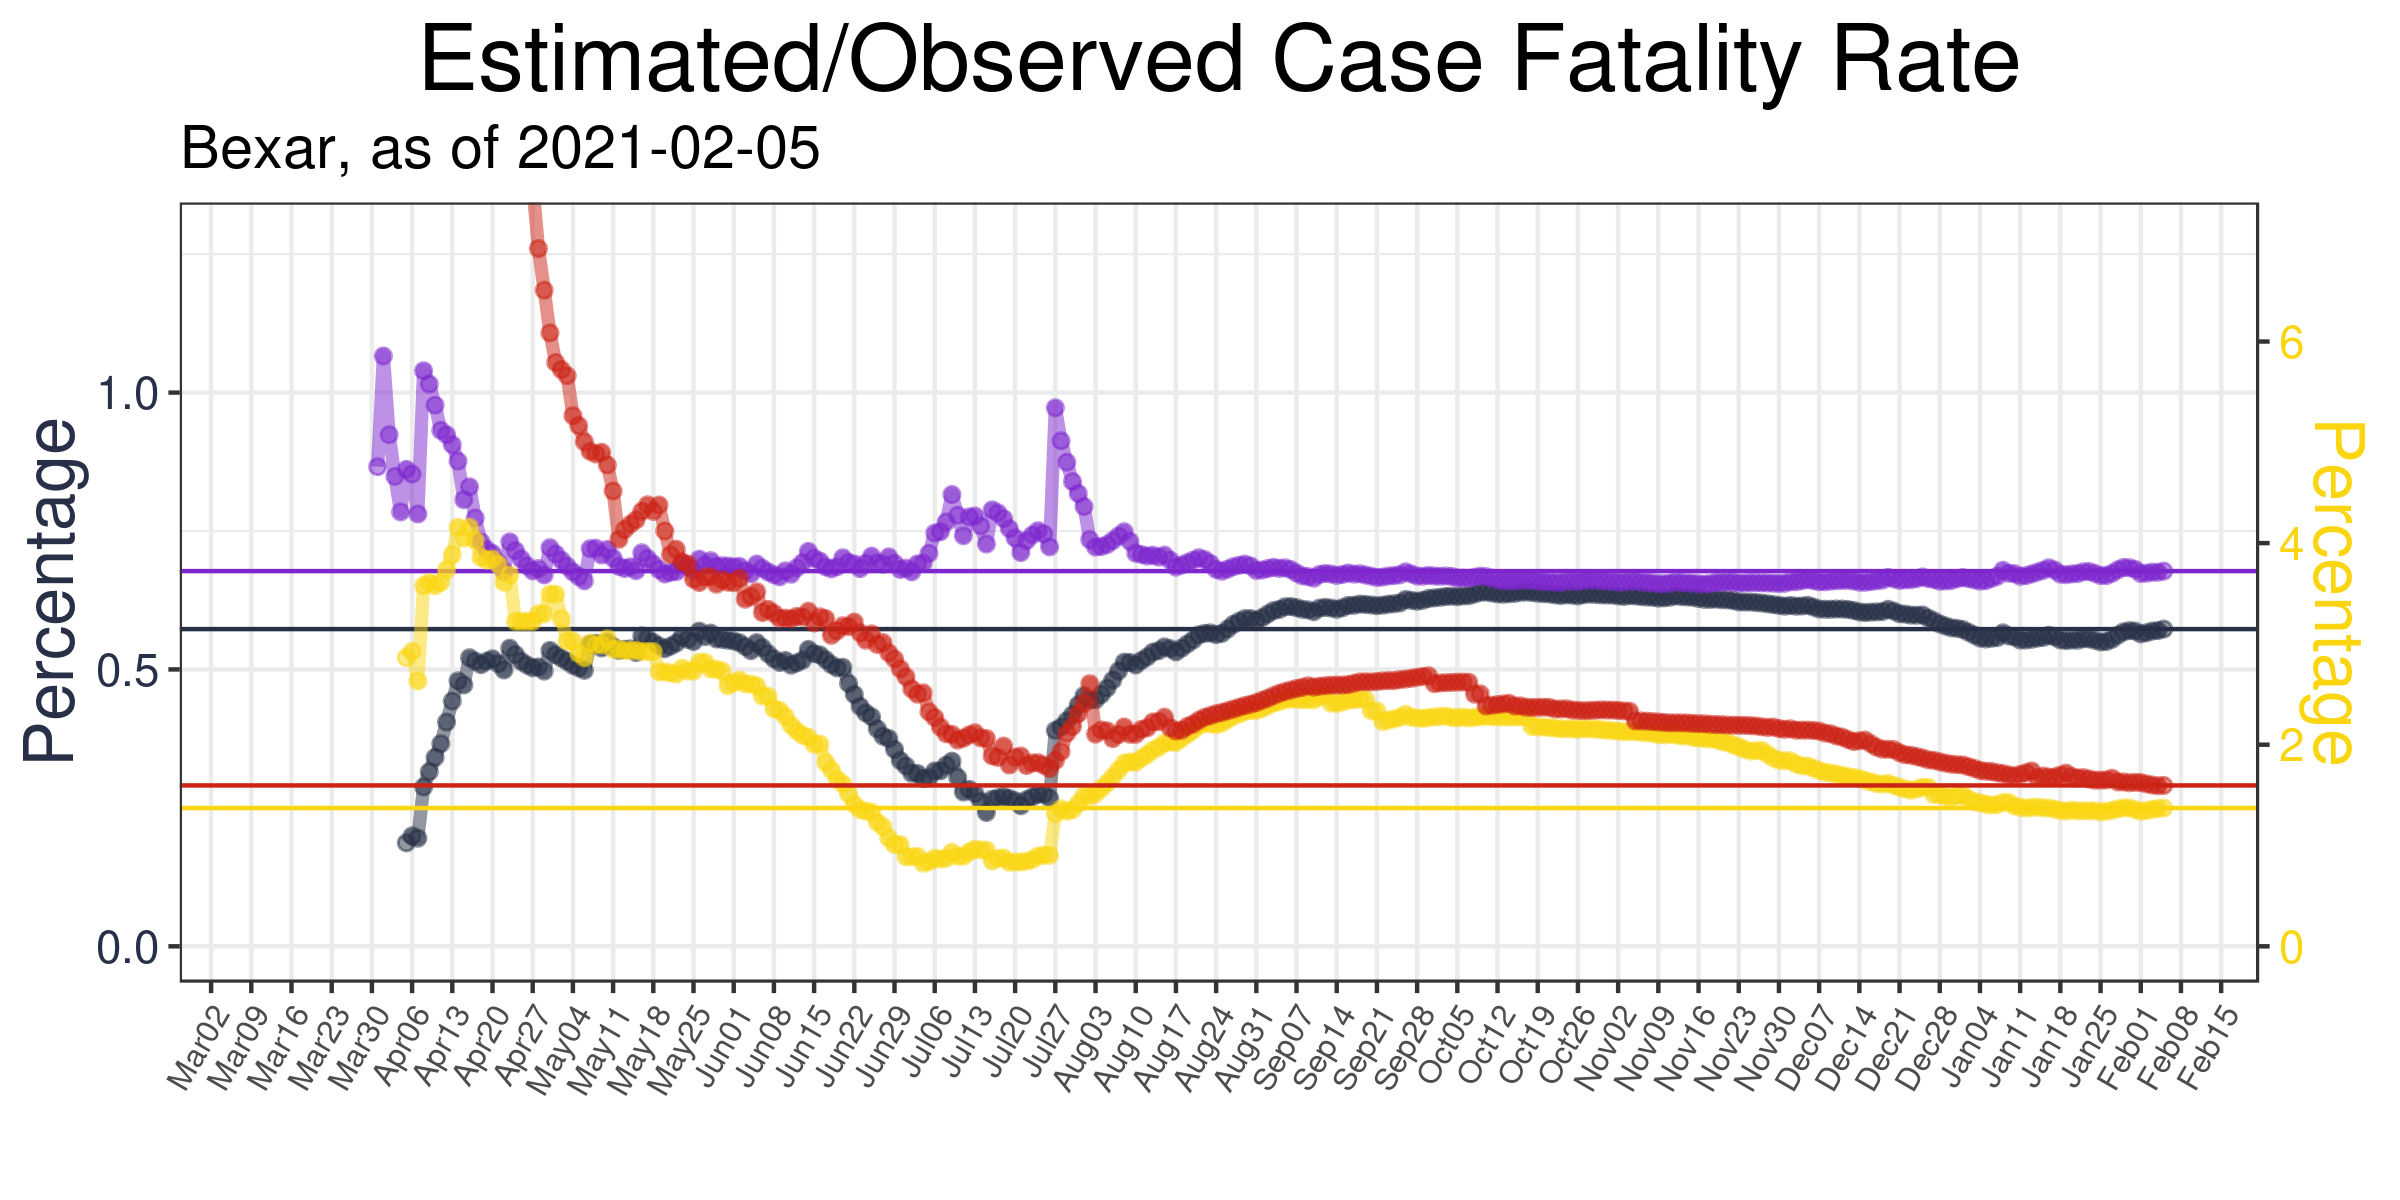 Estimated/Observed Case Fatality Rate
Bexar, as of 2021-02-05
Percentage
1.0
0.5
0.0
6
4
2
0
Percentage
Mar02
Mar09
Mar16
Mar23
Mar30
Apr06
Apr13
Apr20
Apr27
May04
May11
May18
May25
Jun01
Jun08
Jun15
Jun22
Jun29
Jul06
Jul13
Jul20
Jul27
Aug03
Aug10
Aug17
Aug24
Aug31
Sep07
Sep14
Sep21
Sep28
Oct05
Oct12
Oct19
Oct26
Nov02
Nov09
Nov16
Nov23
Nov30
Dec07
Dec14
Dec21
Dec28
Jan04
Jan11
Jan18
Jan25
Feb01
Feb08
Feb15